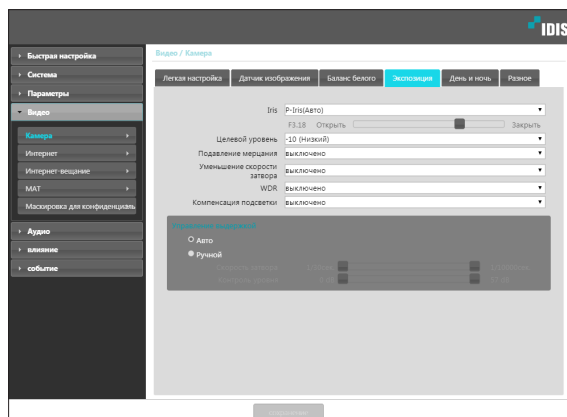 IDIS
Быстрая настройка
Система
Параметры
Видео
Камера
Интернет
Интернет-вещание
MAT
Маскировка для конфиденциаль
Аудио
влияние
событие
Видео / Камера
Легкая настройка Датчик изображения Баланс белого Экспозиция День и ночь Разное
Iris P-Iris(Авто)
F3.18 Открыть Закрыть
Целевой уровень -10 (Низкий)
Подавление мерцания выключено
Уменьшение скорости затвора выключено
WDR выключено
Компенсация подсветки выключено
Авто
Ручной